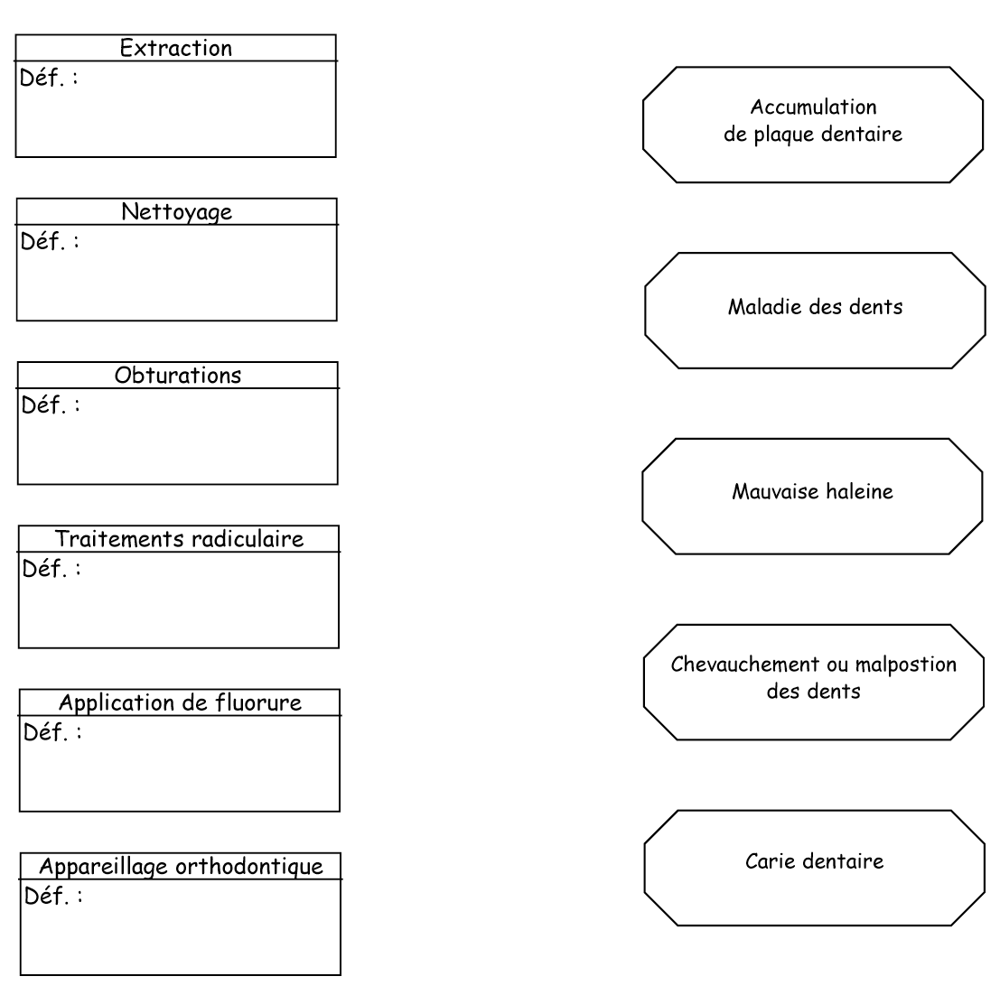 Extraction
Déf. :
Nettoyage
Déf. :
Obturations
Déf. :
Traitements radiculaire
Déf. :
Application de fluorure
Déf. :
Appareillage orthodontique
Déf. :
Accumulation
de plaque dentaire
Maladie des dents
Mauvaise haleine
Chevauchement ou malpostion
des dents
Carie dentaire